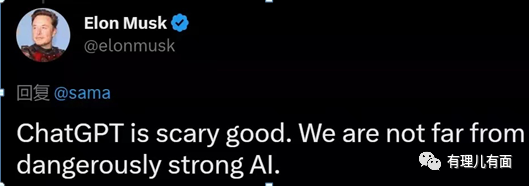 Elon Musk
@elonmusk
回复 @sama
ChatGPT is scary good. We are not far from
dangerously strong AI.
有理儿有面